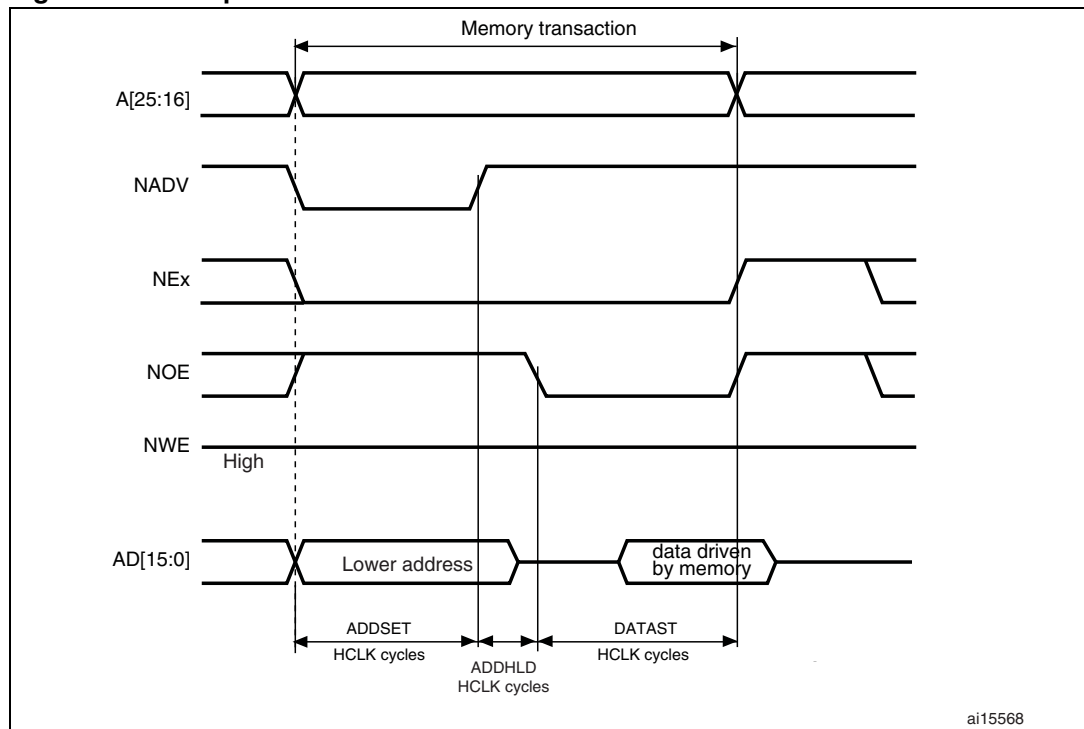 Memory transaction
A[25:16]
NADV
NEx
NOE
NWE
High
AD[15:0]
Lower address
data driven
by memory
ADDSET
HCLK cycles
ADDHLD
HCLK cycles
DATAST
HCLK cycles
ai15568